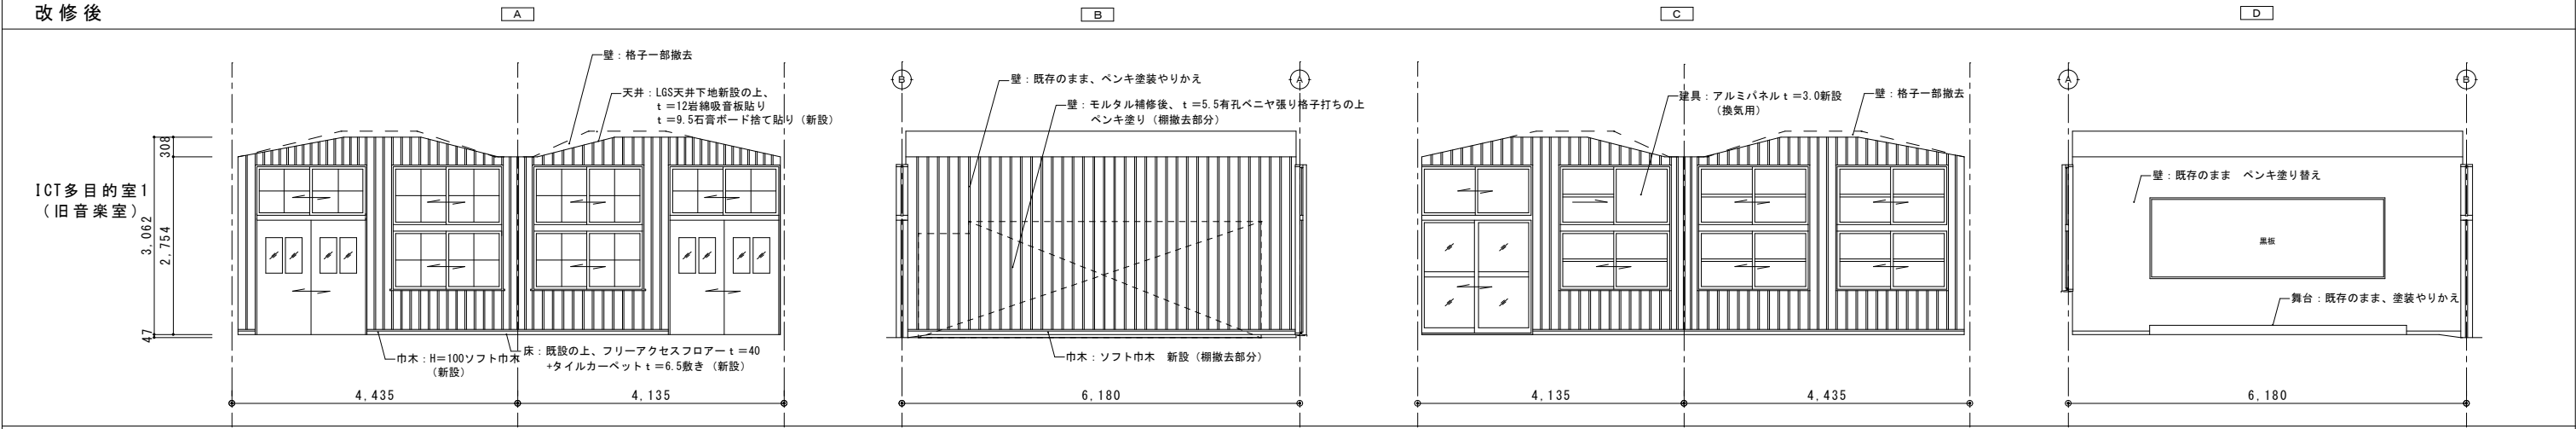 改修後
A
B
C
D
ICT多目的室1
(旧音楽室)
3,062
2,754
308
47
壁:格子一部撤去
天井:LGS天井下地新設の上、
t=12岩綿吸音板貼り
t=9.5石膏ボード捨て貼り(新設)
巾木:H=100ソフト巾木
(新設)
床:既設の上、フリーアクセスフロアーt=40
+タイルカーペットt=6.5敷き(新設)
4,435
4,135
B
A
壁:既存のまま、ペンキ塗装やりかえ
壁:モルタル補修後、t=5.5有孔ベニヤ張り格子打ちの上
ペンキ塗り(棚撤去部分)
巾木:ソフト巾木 新設(棚撤去部分)
6,180
建具:アルミパネルt=3.0新設
(換気用)
壁:格子一部撤去
4,135
4,435
A
B
壁:既存のまま ペンキ塗り替え
黒板
舞台:既存のまま、塗装やりかえ
6,180